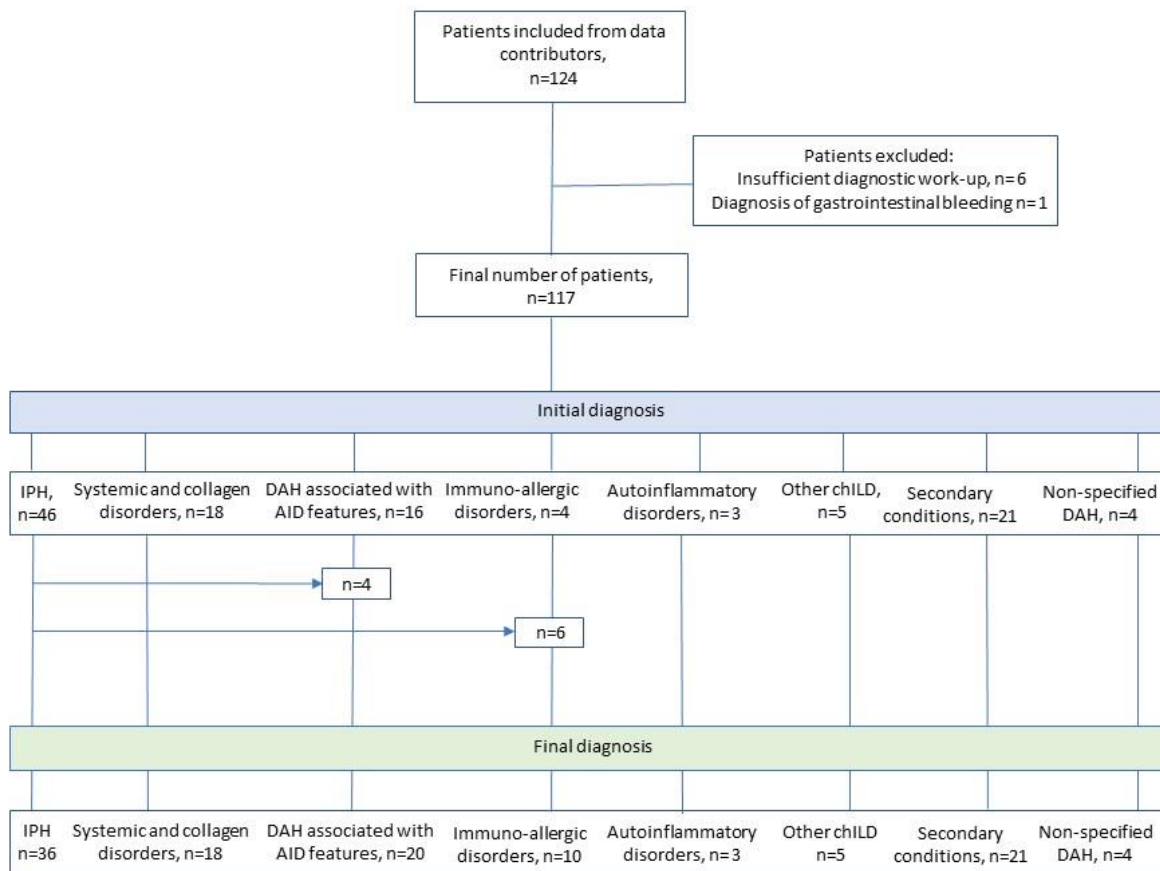 Patients included from data
contributors,
n=124
Patients excluded:
Insufficient diagnostic work-up, n=6
Diagnosis of gastrointestinal bleeding n=1
Final number of patients,
n=117
Initial diagnosis
IPH,
n=46
Systemic and collagen
disorders, n=18
DAH associated with
AID features, n=16
Immuno-allergic
disorders, n=4
Autoinflammatory
disorders, n=3
Other chILD,
n=5
Secondary
conditions, n=21
Non-specified
DAH, n=4
n=4
n=6
Final diagnosis
IPH
n=36
Systemic and collagen
disorders, n=18
DAH associated with
AID features, n=20
Immuno-allergic
disorders, n=10
Autoinflammatory
disorders, n=3
Other chILD
n=5
Secondary
conditions, n=21
Non-specified
DAH, n=4